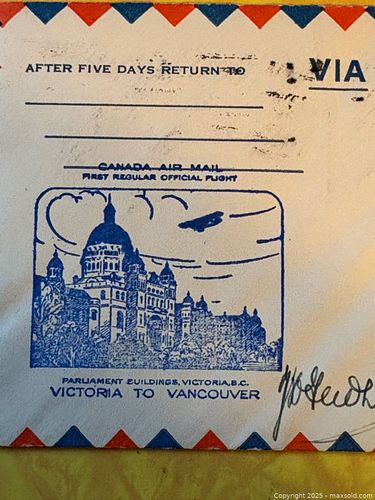 AFTER FIVE DAYS RETURN TO
VIA
CANADA AIR MAIL
FIRST REGULAR OFFICIAL FLIGHT
PARLIAMENT BUILDINGS, VICTORIA, B.C.
VICTORIA TO VANCOUVER
Copyright 2025 - maxsold.com